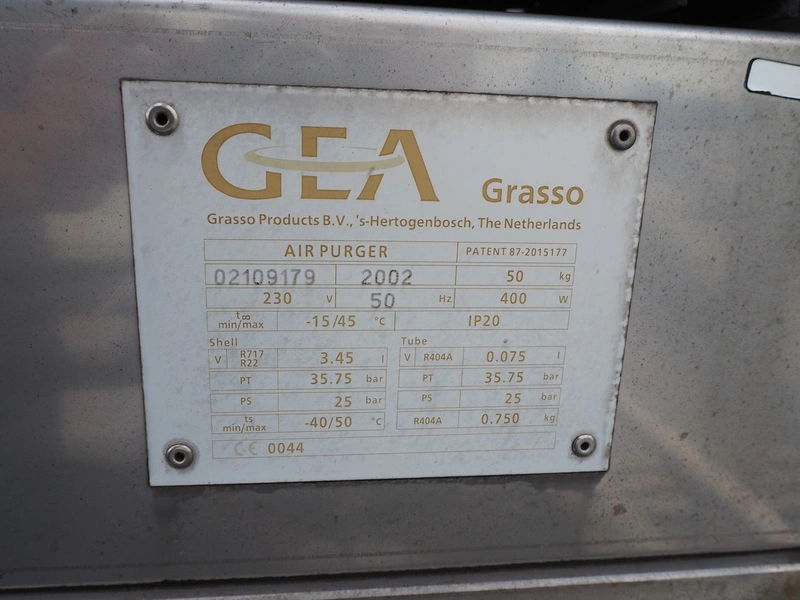 GEA
Grasso
Grasso Products B.V., 's-Hertogenbosch, The Netherlands
AIR PURGER PATENT 87-2015177
02109179 2002 50 kg
230 V 50 Hz 400 W
t∞ min/max -15/45 °C IP20
Shell Tube
V R717 R22 3.45 l V R404A 0.075 l
PT 35.75 bar PT 35.75 bar
PS 25 bar PS 25 bar
ts min/max -40/50 °C R404A 0.750 kg
CE 0044